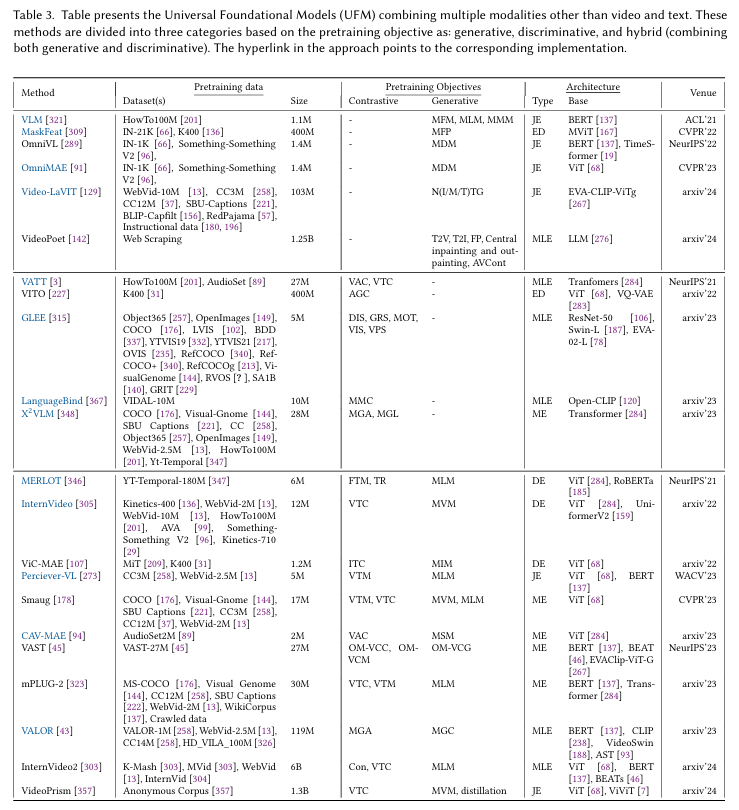 Table 3. Table presents the Universal Foundational Models (UFM) combining multiple modalities other than video and text. These
methods are divided into three categories based on the pretraining objective as: generative, discriminative, and hybrid (combining
both generative and discriminative). The hyperlink in the approach points to the corresponding implementation.
Method Pretraining data Pretraining Objectives Architecture Venue
Dataset(s) Size Contrastive Generative Type Base
VLM [321] HowTo100M [201] 1.1M - MFM, MLM, MMM JE BERT [137] ACL'21
MaskFeat [309] IN-21K [66], K400 [136] 400M - MFP ED MViT [167] CVPR'22
OmniVL [289] IN-1K [66], Something-Something 1.4M - MDM JE BERT [137], TimeS- NeurIPS'22
V2 [96], former [19]
OmniMAE [91] IN-1K [66], Something-Something 1.4M - MDM JE ViT [68] CVPR'23
V2 [96],
Video-LaVIT [129] WebVid-10M [13], CC3M [258], 103M - N(I/M/T)TG JE EVA-CLIP-ViTg arxiv'24
CC12M [37], SBU-Captions [221], [267]
BLIP-Capfilt [156], RedPajama [57],
Instructional data [180, 196]
VideoPoet [142] Web Scraping 1.25B - T2V, T2I, FP, Central MLE LLM [276] arxiv'24
inpainting and out-
painting, AVCont
VATT [3] HowTo100M [201], AudioSet [89] 27M VAC, VTC - MLE Tranfomers [284] NeurIPS'21
VITO [227] K400 [31] 400M AGC - ED ViT [68], VQ-VAE arxiv'22
[283]
GLEE [315] Object365 [257], OpenImages [149], 5M DIS, GRS, MOT, - MLE ResNet-50 [106], arxiv'23
COCO [176], LVIS [102], BDD VIS, VPS Swin-L [187], EVA-
[337], YTVIS19 [332], YTVIS21 [217], 02-L [78]
OVIS [235], RefCOCO [340], Ref-
COCO+ [340], RefCOCOg [213], Vi-
sualGenome [144], RVOS [? ], SA1B
[140], GRIT [229]
LanguageBind [367] VIDAL-10M 10M MMC - MLE Open-CLIP [120] arxiv'23
X²VLM [348] COCO [176], Visual-Gnome [144], 28M MGA, MGL - ME Transformer [284] arxiv'23
SBU Captions [221], CC [258],
Object365 [257], OpenImages [149],
WebVid-2.5M [13], HowTo100M
[201], Yt-Temporal [347]
MERLOT [346] YT-Temporal-180M [347] 6M FTM, TR MLM DE ViT [284], RoBERTa NeurIPS'21
[185]
InternVideo [305] Kinetics-400 [136], WebVid-2M [13], 12M VTC MVM DE ViT [284], Uni- arxiv'22
WebVid-10M [13], HowTo100M formerV2 [159]
[201], AVA [99], Something-
Something V2 [96], Kinetics-710
[29]
ViC-MAE [107] MiT [209], K400 [31] 1.2M ITC MIM DE ViT [68] arxiv'22
Perciever-VL [273] CC3M [258], WebVid-2.5M [13] 5M VTM MLM JE ViT [68], BERT WACV'23
[137]
Smaug [178] COCO [176], Visual-Gnome [144], 17M VTM, VTC MVM, MLM ME ViT [68] CVPR'23
SBU Captions [221], CC3M [258],
CC12M [37], WebVid-2M [13]
CAV-MAE [94] AudioSet2M [89] 2M VAC MSM ME ViT [284] arxiv'23
VAST [45] VAST-27M [45] 27M OM-VCC, OM- OM-VCG ME BERT [137], BEAT NeurIPS'23
VCM [46], EVAClip-ViT-G
[267]
mPLUG-2 [323] MS-COCO [176], Visual Genome 30M VTC, VTM MLM ME BERT [137], Trans- arxiv'23
[144], CC12M [258], SBU Captions former [284]
[222], WebVid-2M [13], WikiCorpus
[137], Crawled data
VALOR [43] VALOR-1M [258], WebVid-2.5M [13], 119M MGA MGC MLE BERT [137], CLIP arxiv'23
CC14M [258], HD_VILA_100M [326] [238], VideoSwin
[188], AST [93]
InternVideo2 [303] K-Mash [303], MVid [303], WebVid 6B Con, VTC MLM MLE ViT [68], BERT arxiv'24
[13], InternVid [304] [137], BEATs [46]
VideoPrism [357] Anonymous Corpus [357] 1.3B VTC MVM, distillation JE ViT [68], ViViT [7] arxiv'24